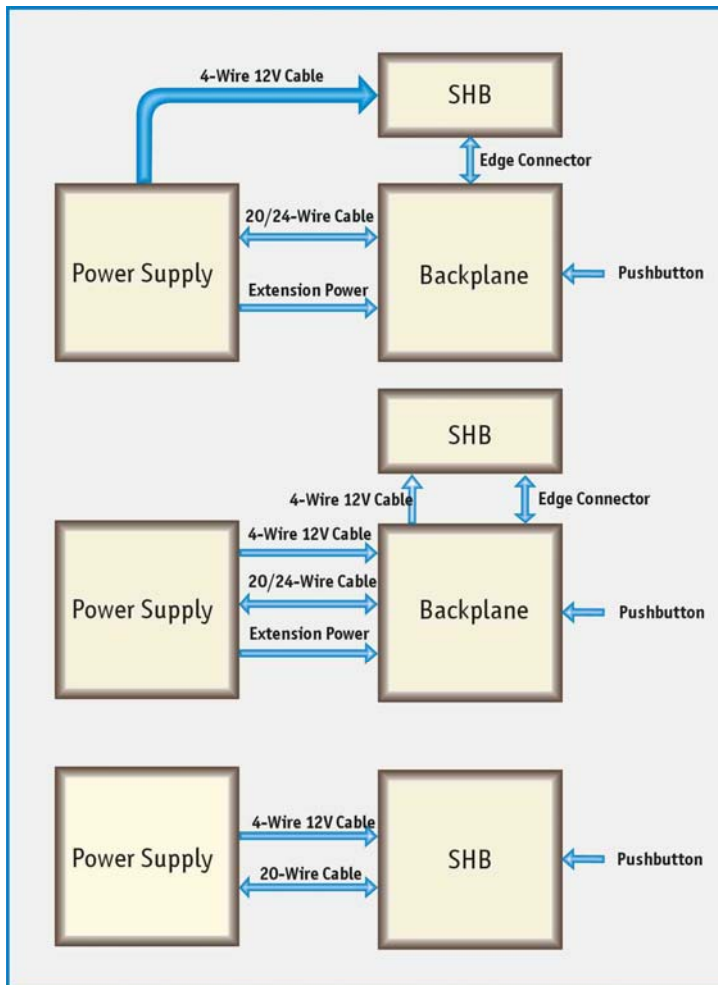 4-Wire 12V Cable
SHB
Edge Connector
20/24-Wire Cable
Power Supply
Backplane
Pushbutton
Extension Power
SHB
4-Wire 12V Cable
Edge Connector
4-Wire 12V Cable
20/24-Wire Cable
Power Supply
Backplane
Pushbutton
Extension Power
4-Wire 12V Cable
Power Supply
SHB
Pushbutton
20-Wire Cable